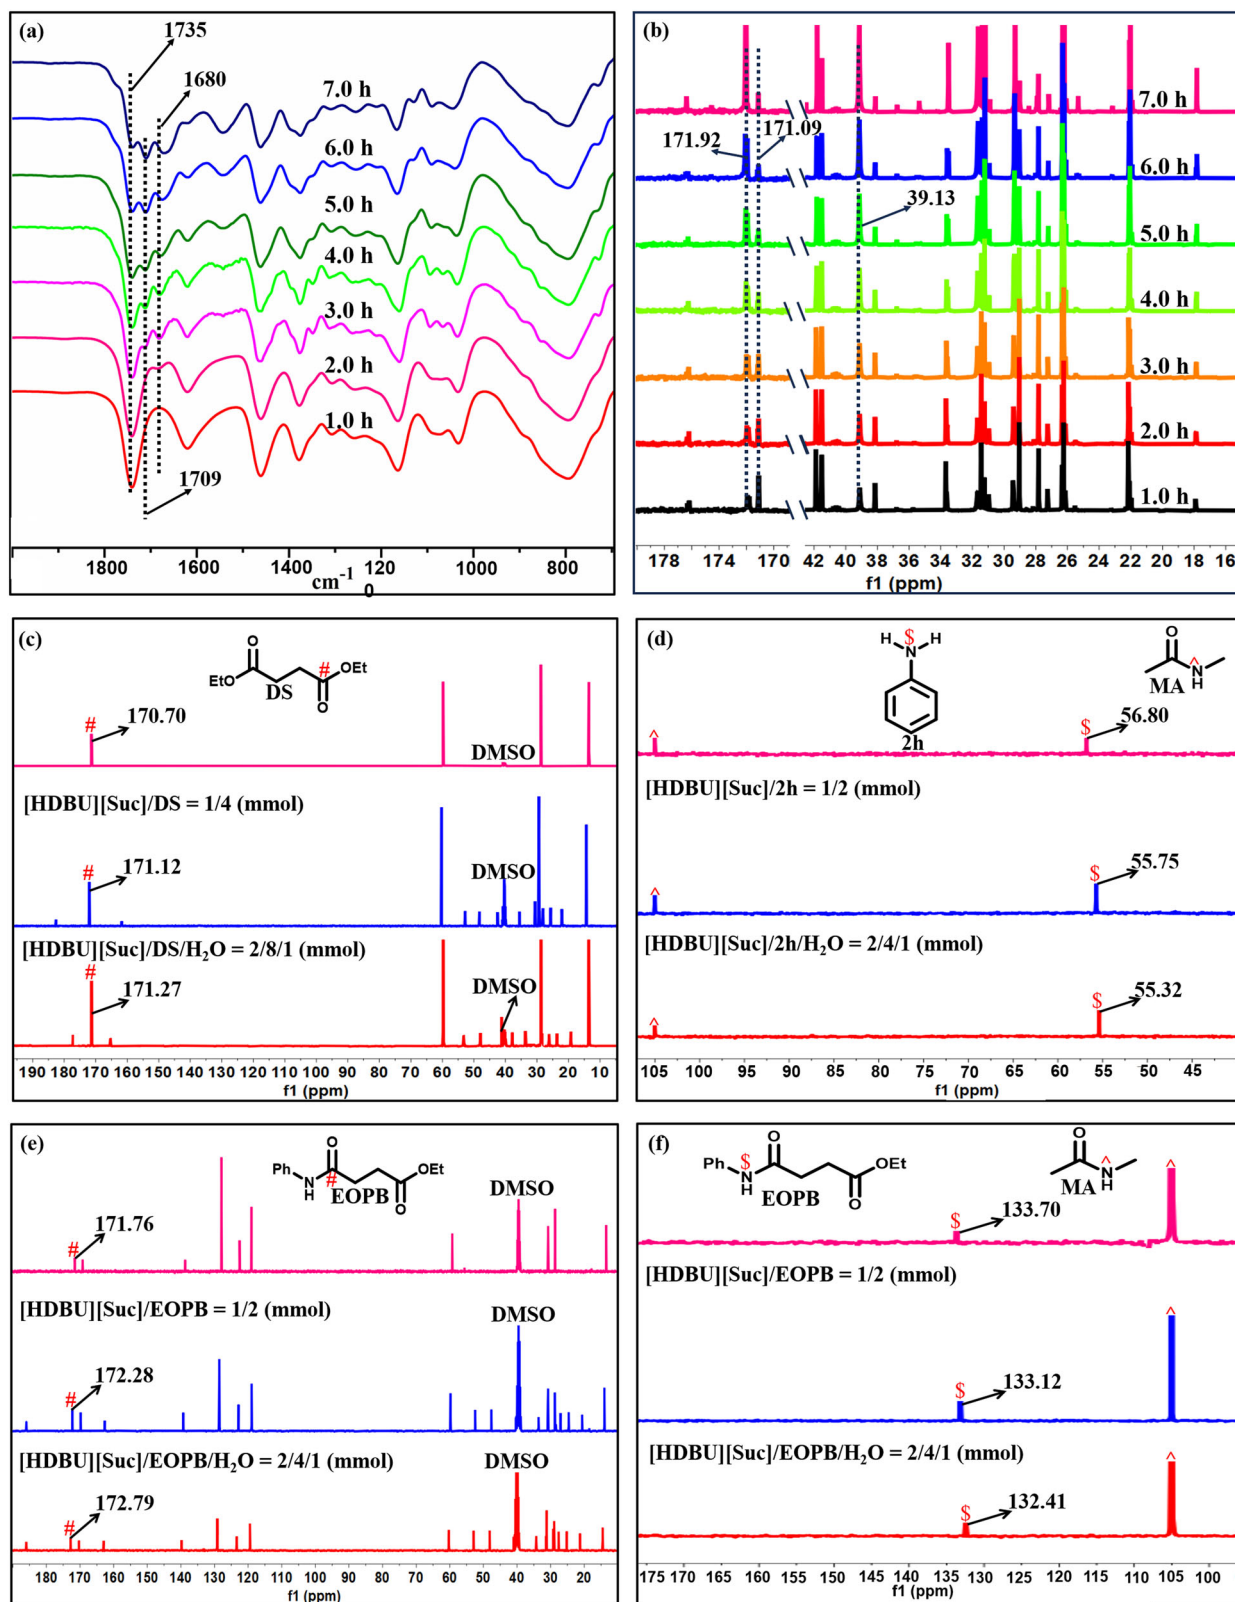 (a)
1735
1680
7.0 h
6.0 h
5.0 h
4.0 h
3.0 h
2.0 h
1.0 h
1709
1800 1600 1400 1200 1000 800
cm-1
0
(b)
7.0 h
171.92
171.09
6.0 h
39.13
5.0 h
4.0 h
3.0 h
2.0 h
1.0 h
178 174 170 42 40 38 36 34 32 30 28 26 24 22 20 18 16
f1 (ppm)
(c)
O
#
EtO
OEt
DS
O
#
170.70
DMSO
[HDBU][Suc]/DS = 1/4 (mmol)
#
171.12
DMSO
[HDBU][Suc]/DS/H2O = 2/8/1 (mmol)
#
171.27
DMSO
190 180 170 160 150 140 130 120 110 100 90 80 70 60 50 40 30 20 10
f1 (ppm)
(d)
$
H N H
2h
O
^
N
H
MA
^
$
56.80
[HDBU][Suc]/2h = 1/2 (mmol)
^
$
55.75
[HDBU][Suc]/2h/H2O = 2/4/1 (mmol)
^
$
55.32
105 100 95 90 85 80 75 70 65 60 55 50 45
f1 (ppm)
(e)
O
Ph
N
H
#
OEt
O
EOPB
171.76
#
DMSO
[HDBU][Suc]/EOPB = 1/2 (mmol)
172.28
#
DMSO
[HDBU][Suc]/EOPB/H2O = 2/4/1 (mmol)
172.79
#
DMSO
180 170 160 150 140 130 120 110 100 90 80 70 60 50 40 30 20 10
f1 (ppm)
(f)
O
$
Ph
N
H
OEt
O
EOPB
O
^
N
H
MA
^
$
133.70
[HDBU][Suc]/EOPB = 1/2 (mmol)
^
$
133.12
[HDBU][Suc]/EOPB/H2O = 2/4/1 (mmol)
^
$
132.41
175 170 165 160 155 150 145 140 135 130 125 120 115 110 105 100
f1 (ppm)